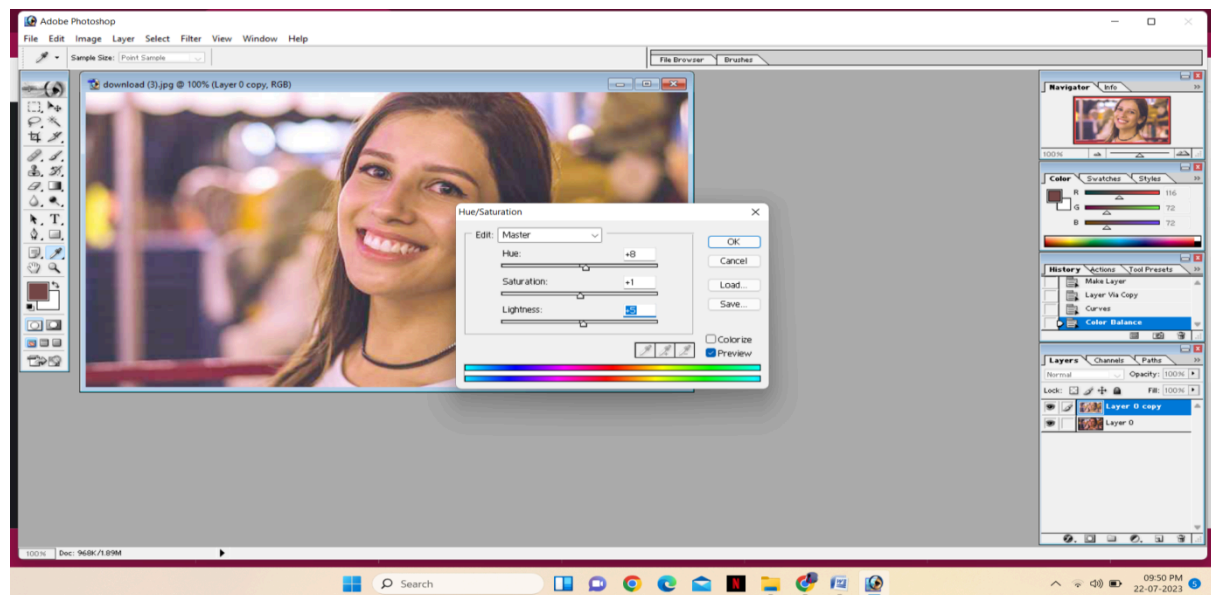 Adobe Photoshop
File Edit Image Layer Select Filter View Window Help
Sample Size: Point Sample
File Browser Brushes
download (3).jpg @ 100% (Layer 0 copy, RGB)
Hue/Saturation
Edit: Master
Hue: +8
Saturation: +1
Lightness: +5
OK
Cancel
Load...
Save...
Colorize
Preview
Navigator Info
100%
Color Swatches Styles
R 116
G 72
B 72
History Actions Tool Presets
Make Layer
Layer Via Copy
Curves
Color Balance
Layers Channels Paths
Normal Opacity: 100%
Lock: Fill: 100%
Layer 0 copy
Layer 0
100% Doc: 968K/1.89M
Search
N
09:50 PM
22-07-2023
5